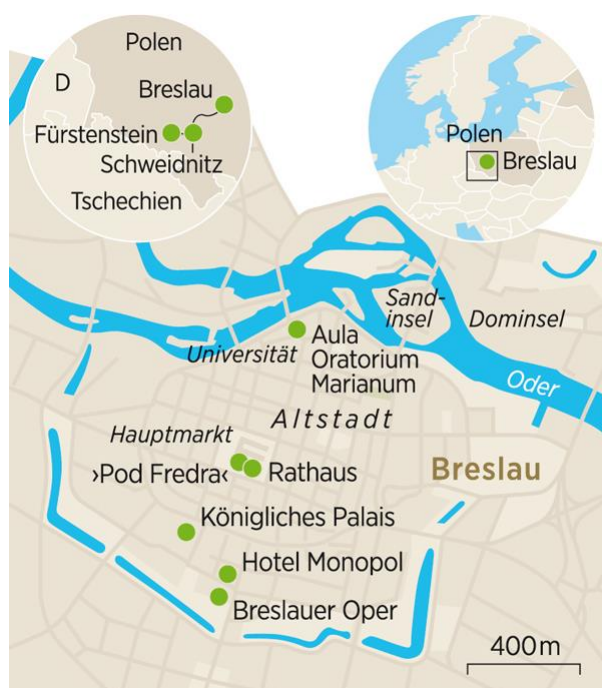 Polen
D
Breslau
Fürstenstein
Schweidnitz
Tschechien
Polen
Breslau
Sand-
insel
Dominsel
Aula
Universität
Oratorium
Marianum
Oder
Altstadt
Hauptmarkt
›Pod Fredra‹
Rathaus
Breslau
Königliches Palais
Hotel Monopol
Breslauer Oper
400 m